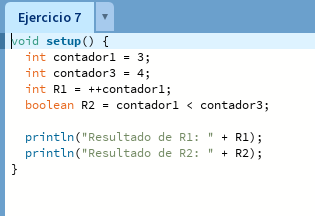 Ejercicio 7
void setup() {
  int contador1 = 3;
  int contador3 = 4;
  int R1 = ++contador1;
  boolean R2 = contador1 < contador3;

  println("Resultado de R1: " + R1);
  println("Resultado de R2: " + R2);
}